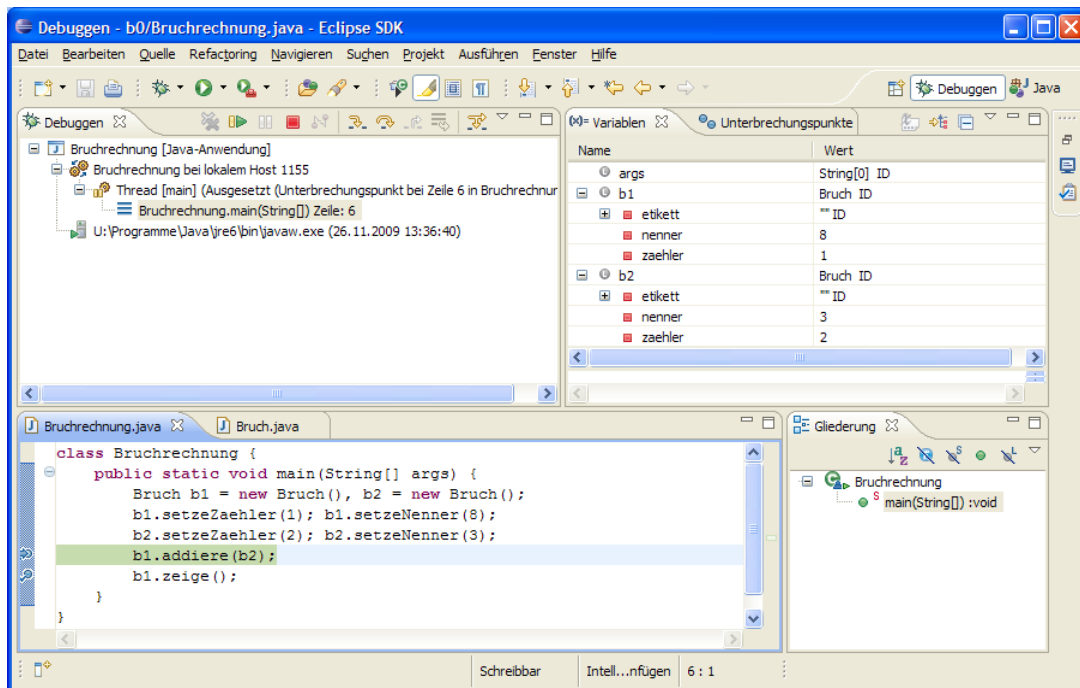 Debuggen - b0/Bruchrechnung.java - Eclipse SDK
Datei Bearbeiten Quelle Refactoring Navigieren Suchen Projekt Ausführen Fenster Hilfe
Debuggen Java
Debuggen
Bruchrechnung [Java-Anwendung]
Bruchrechnung bei lokalem Host 1155
Thread [main] (Ausgesetzt (Unterbrechungspunkt bei Zeile 6 in Bruchrechnur
Bruchrechnung.main(String[]) Zeile: 6
U:\Programme\Java\jre6\bin\javaw.exe (26.11.2009 13:36:40)
(x)= Variablen Unterbrechungspunkte
Name Wert
args String[0] ID
b1 Bruch ID
etikett "" ID
nenner 8
zaehler 1
b2 Bruch ID
etikett "" ID
nenner 3
zaehler 2
Bruchrechnung.java Bruch.java
class Bruchrechnung {
public static void main(String[] args) {
Bruch b1 = new Bruch(), b2 = new Bruch();
b1.setzeZaehler(1); b1.setzeNenner(8);
b2.setzeZaehler(2); b2.setzeNenner(3);
b1.addiere(b2);
b1.zeige();
}
}
Gliederung
Bruchrechnung
main(String[]) :void
Schreibbar Intell...nfügen 6 : 1